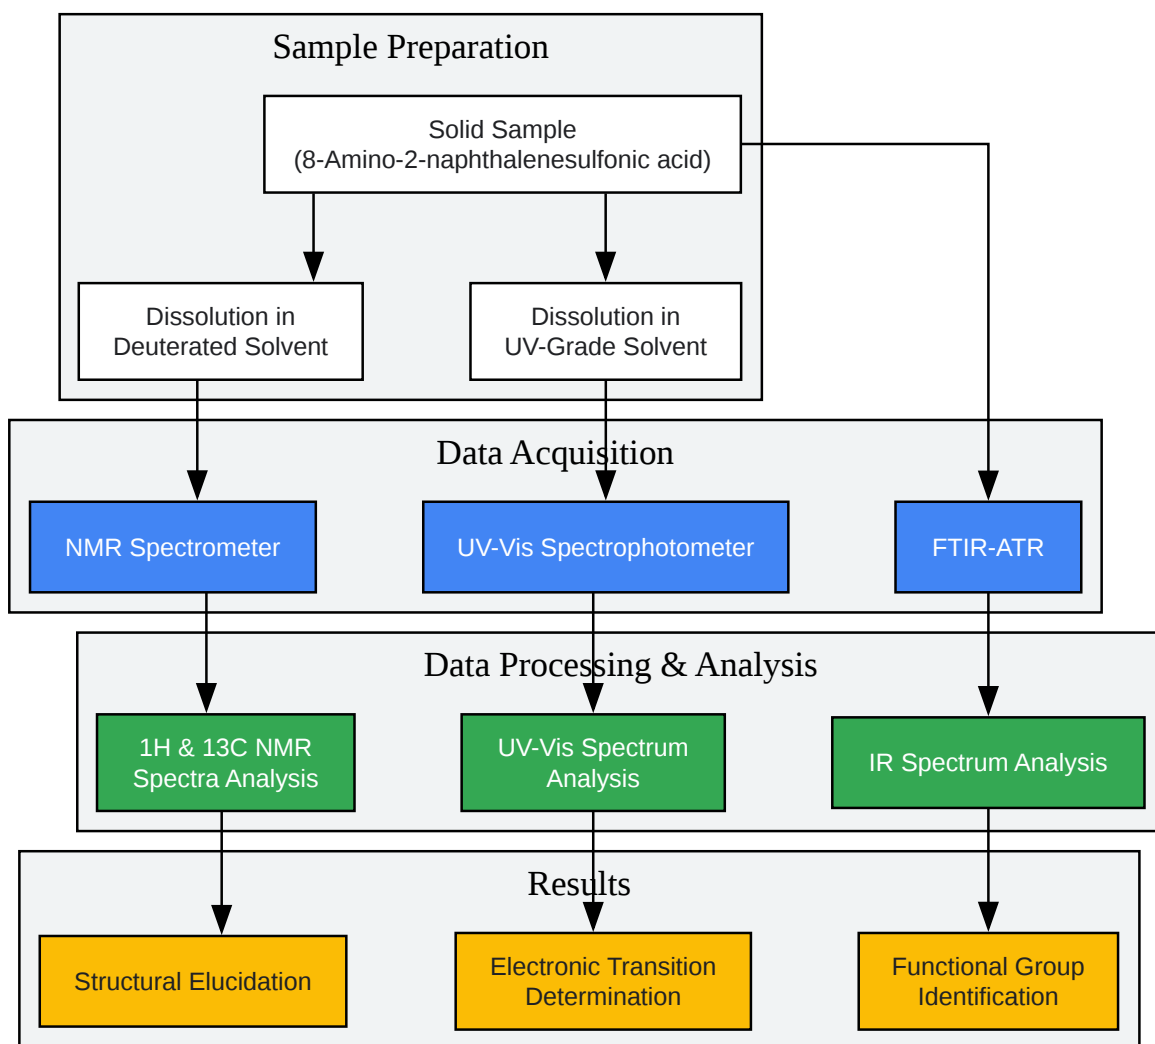 Sample Preparation
Solid Sample
(8-Amino-2-naphthalenesulfonic acid)
Dissolution in
Deuterated Solvent
Dissolution in
UV-Grade Solvent
Data Acquisition
NMR Spectrometer
UV-Vis Spectrophotometer
FTIR-ATR
Data Processing & Analysis
1H & 13C NMR
Spectra Analysis
UV-Vis Spectrum
Analysis
IR Spectrum Analysis
Results
Structural Elucidation
Electronic Transition
Determination
Functional Group
Identification